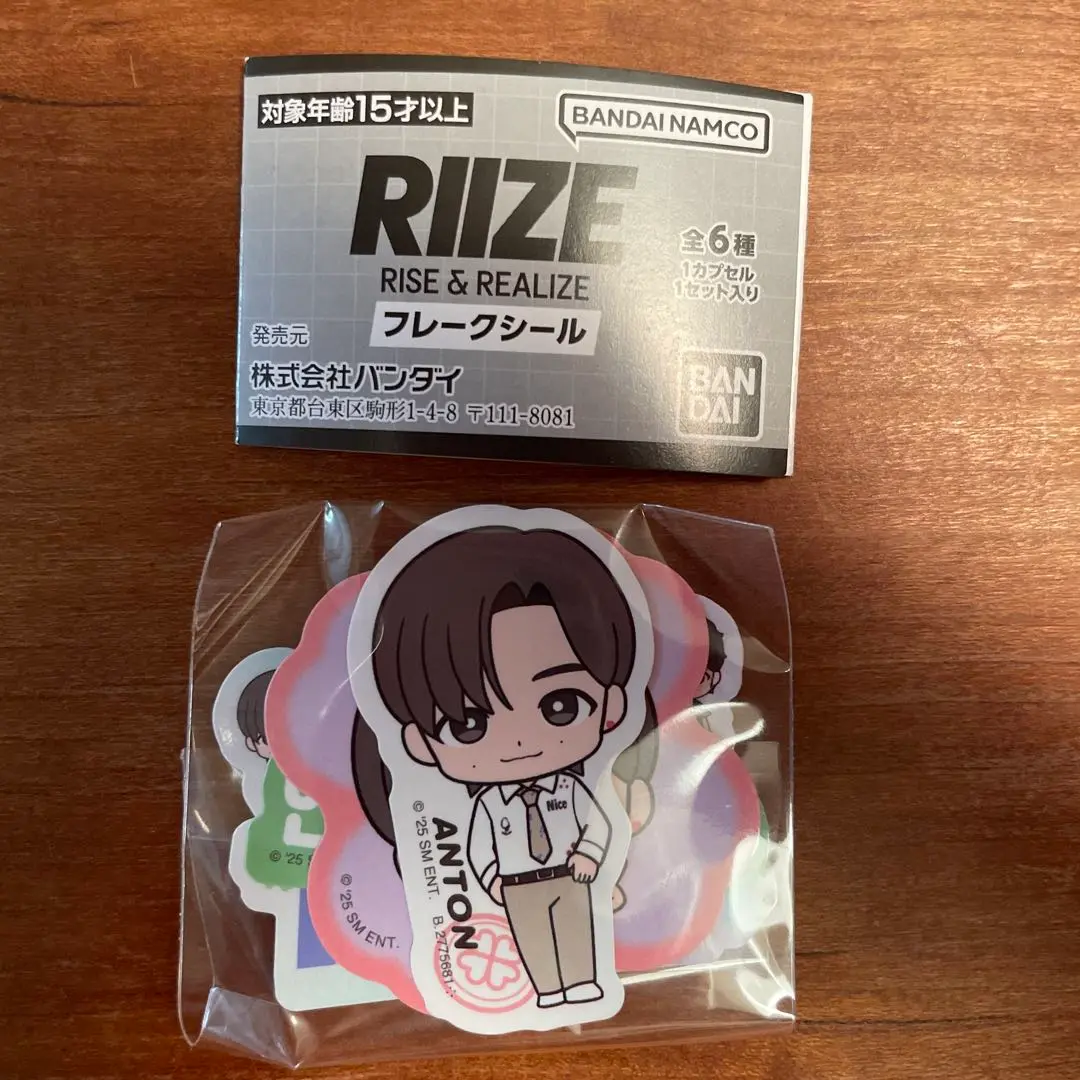 対象年齢15才以上
BANDAI NAMCO
RIIZE
RISE & REALIZE
フレークシール
全6種
1カプセル
1セット入り
発売元
株式会社バンダイ
東京都台東区駒形1-4-8 〒111-8081
BAN
DAI
Nice
ANTON
© '25 SM ENT. B.2775681
© '25 SM ENT.
© '25 S